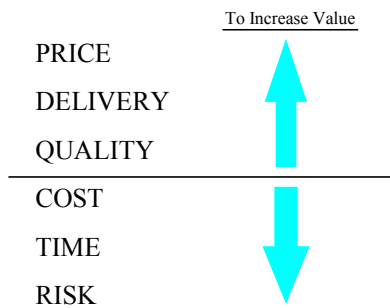 To Increase Value
PRICE
DELIVERY
QUALITY
COST
TIME
RISK